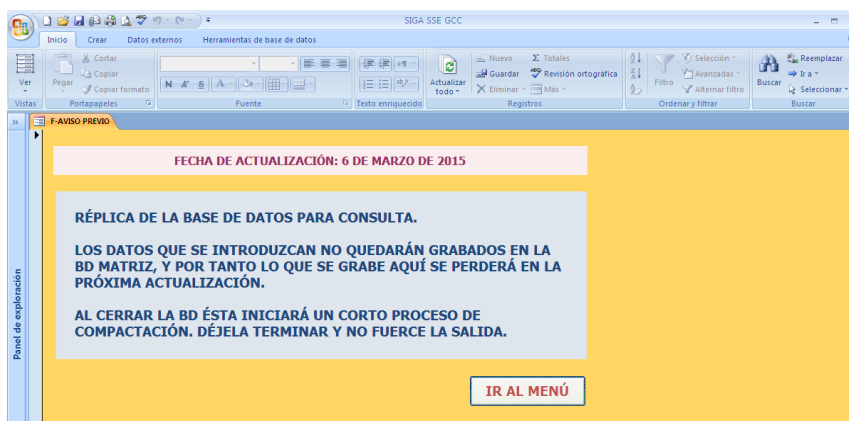 SIGA SSE GCC
Inicio Crear Datos externos Herramientas de base de datos
Ver
Vistas
Pegar
Cortar
Copiar
Copiar formato
Portapapeles
N K S A
Fuente
Texto enriquecido
Actualizar todo
Nuevo
Guardar
Eliminar
Totales
Revisión ortográfica
Más
Registros
Filtro
Selección
Avanzadas
Alternar filtro
Ordenar y filtrar
Buscar
Reemplazar
Ir a
Seleccionar
Buscar
F-AVISO PREVIO
FECHA DE ACTUALIZACIÓN: 6 DE MARZO DE 2015
RÉPLICA DE LA BASE DE DATOS PARA CONSULTA.
LOS DATOS QUE SE INTRODUZCAN NO QUEDARÁN GRABADOS EN LA
BD MATRIZ, Y POR TANTO LO QUE SE GRABE AQUÍ SE PERDERÁ EN LA
PRÓXIMA ACTUALIZACIÓN.
AL CERRAR LA BD ÉSTA INICIARÁ UN CORTO PROCESO DE
COMPACTACIÓN. DÉJELA TERMINAR Y NO FUERCE LA SALIDA.
IR AL MENÚ
Panel de exploración